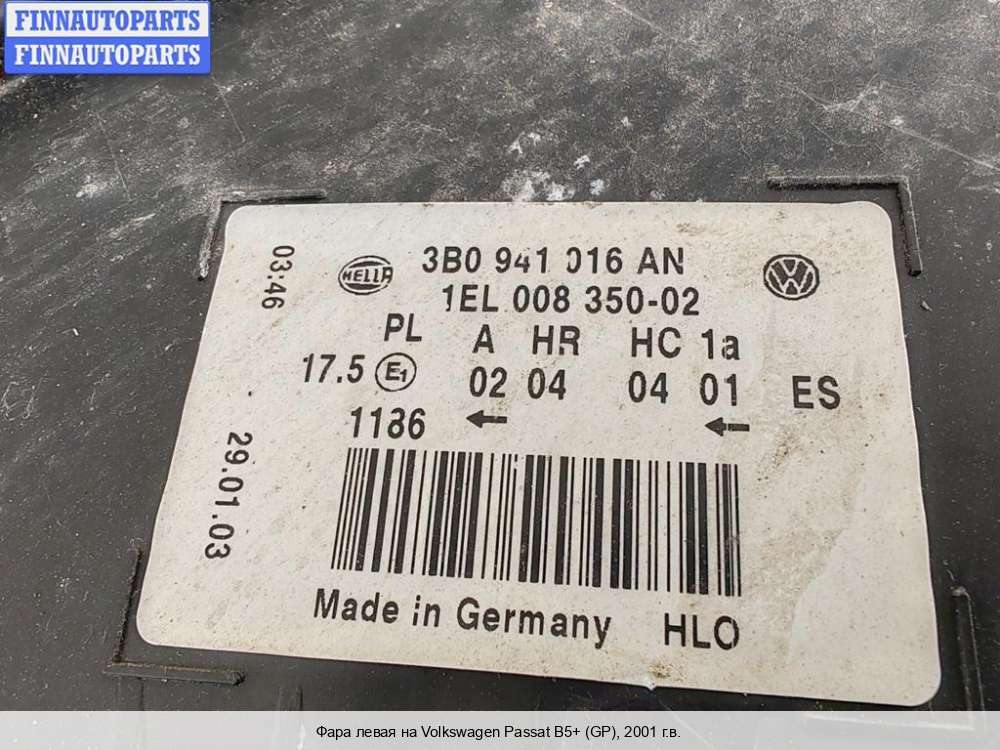 FINNAUTOPARTS
FINNAUTOPARTS
03:46
HELLA
3B0 941 016 AN
1EL 008 350-02
PL A HR HC 1a
17.5 E1 02 04 04 01 ES
1186
29.01.03
Made in Germany HLO
Фара левая на Volkswagen Passat B5+ (GP), 2001 г.в.